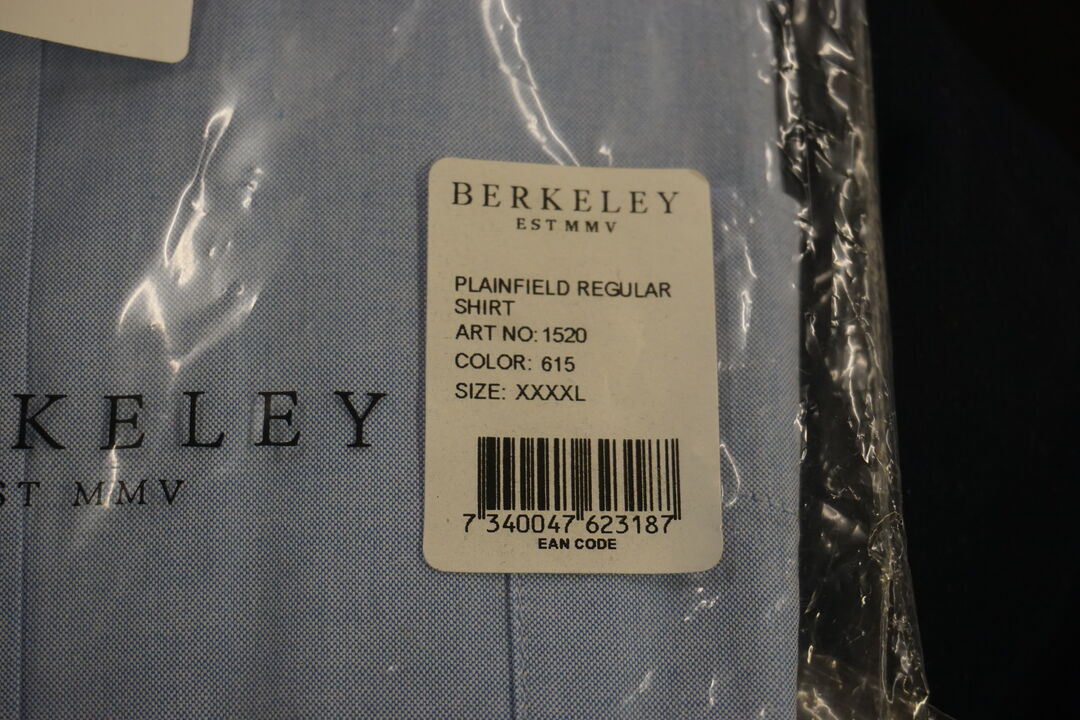 BERKELEY
EST MMV
PLAINFIELD REGULAR
SHIRT
ART NO: 1520
COLOR: 615
SIZE: XXXXL
7 340047 623187
EAN CODE
KELEY
ST MMV